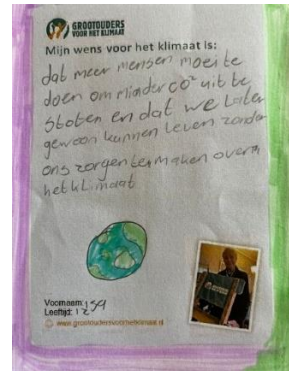 GROOTOUDERS
VOOR HET KLIMAAT
Mijn wens voor het klimaat is:
dat meer mensen moeite
doen om minder CO² uit te
stoten en dat we later
gewoon kunnen leven zonder
ons zorgen te maken over
het klimaat
Voornaam:
Leeftijd: 12
www.grootoudersvoorhetklimaat.nl